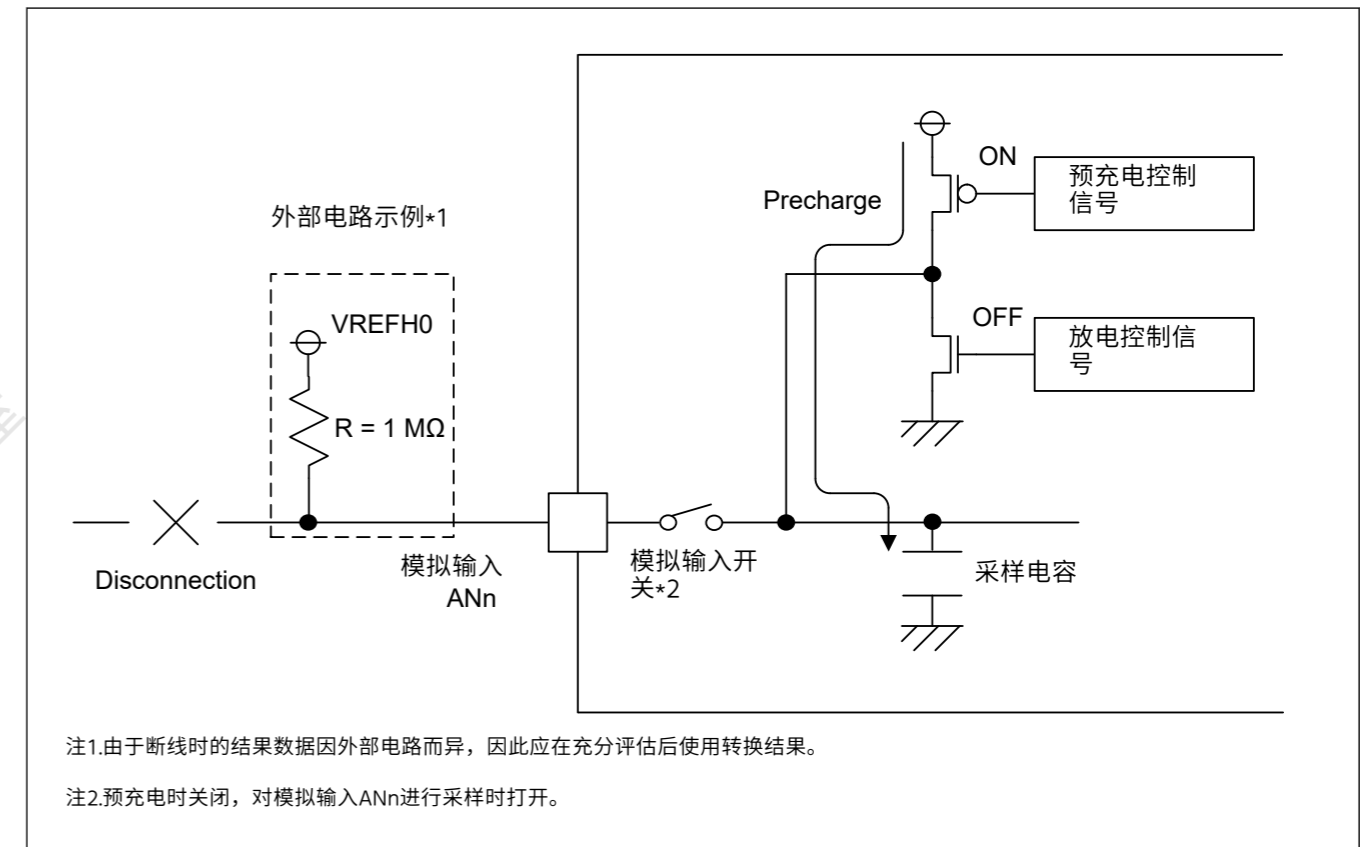 ON
预充电控制
信号
Precharge
外部电路示例*1
VREFH0
OFF
放电控制信
号
R = 1 MΩ
Disconnection
模拟输入
ANn
模拟输入开
关*2
采样电容
注1.由于断线时的结果数据因外部电路而异，因此应在充分评估后使用转换结果。
注2.预充电时关闭，对模拟输入ANn进行采样时打开。